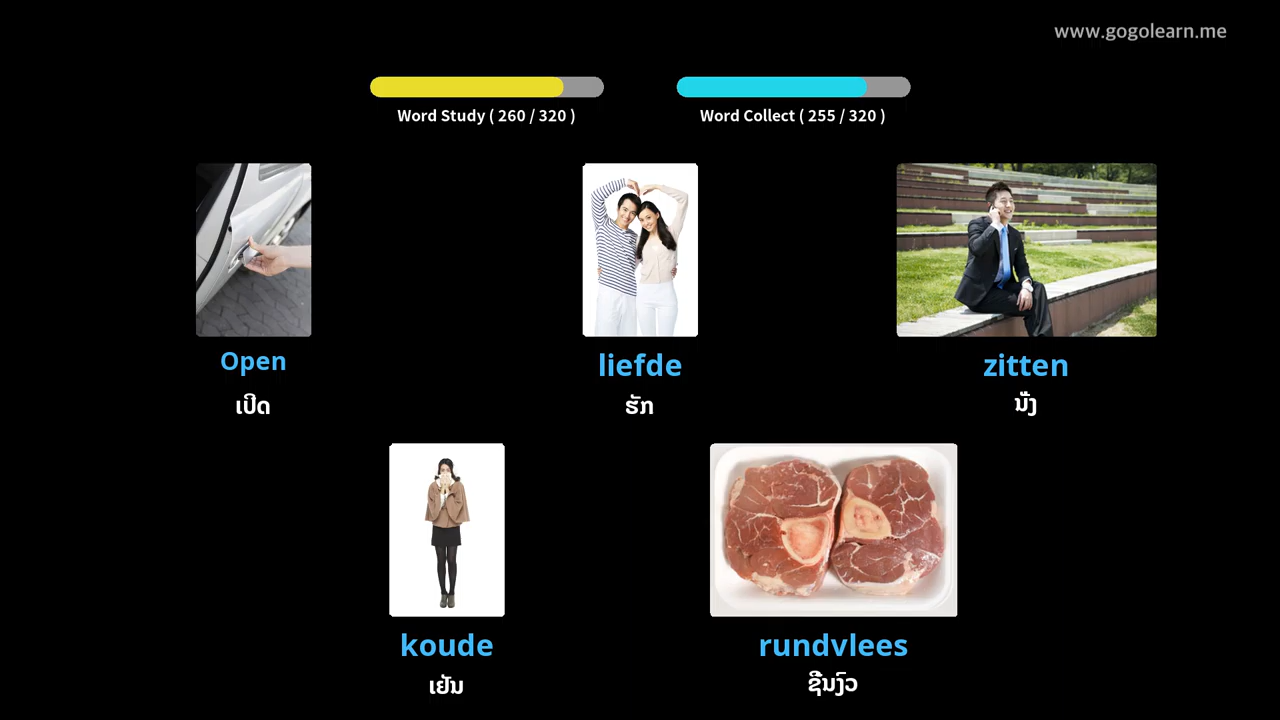 www.gogolearn.me
Word Study ( 260 / 320 )
Word Collect ( 255 / 320 )
Open
liefde
zitten
ເປີດ
ຮັກ
ນັ່ງ
koude
rundvlees
ເຢັນ
ຊີ້ນງົວ